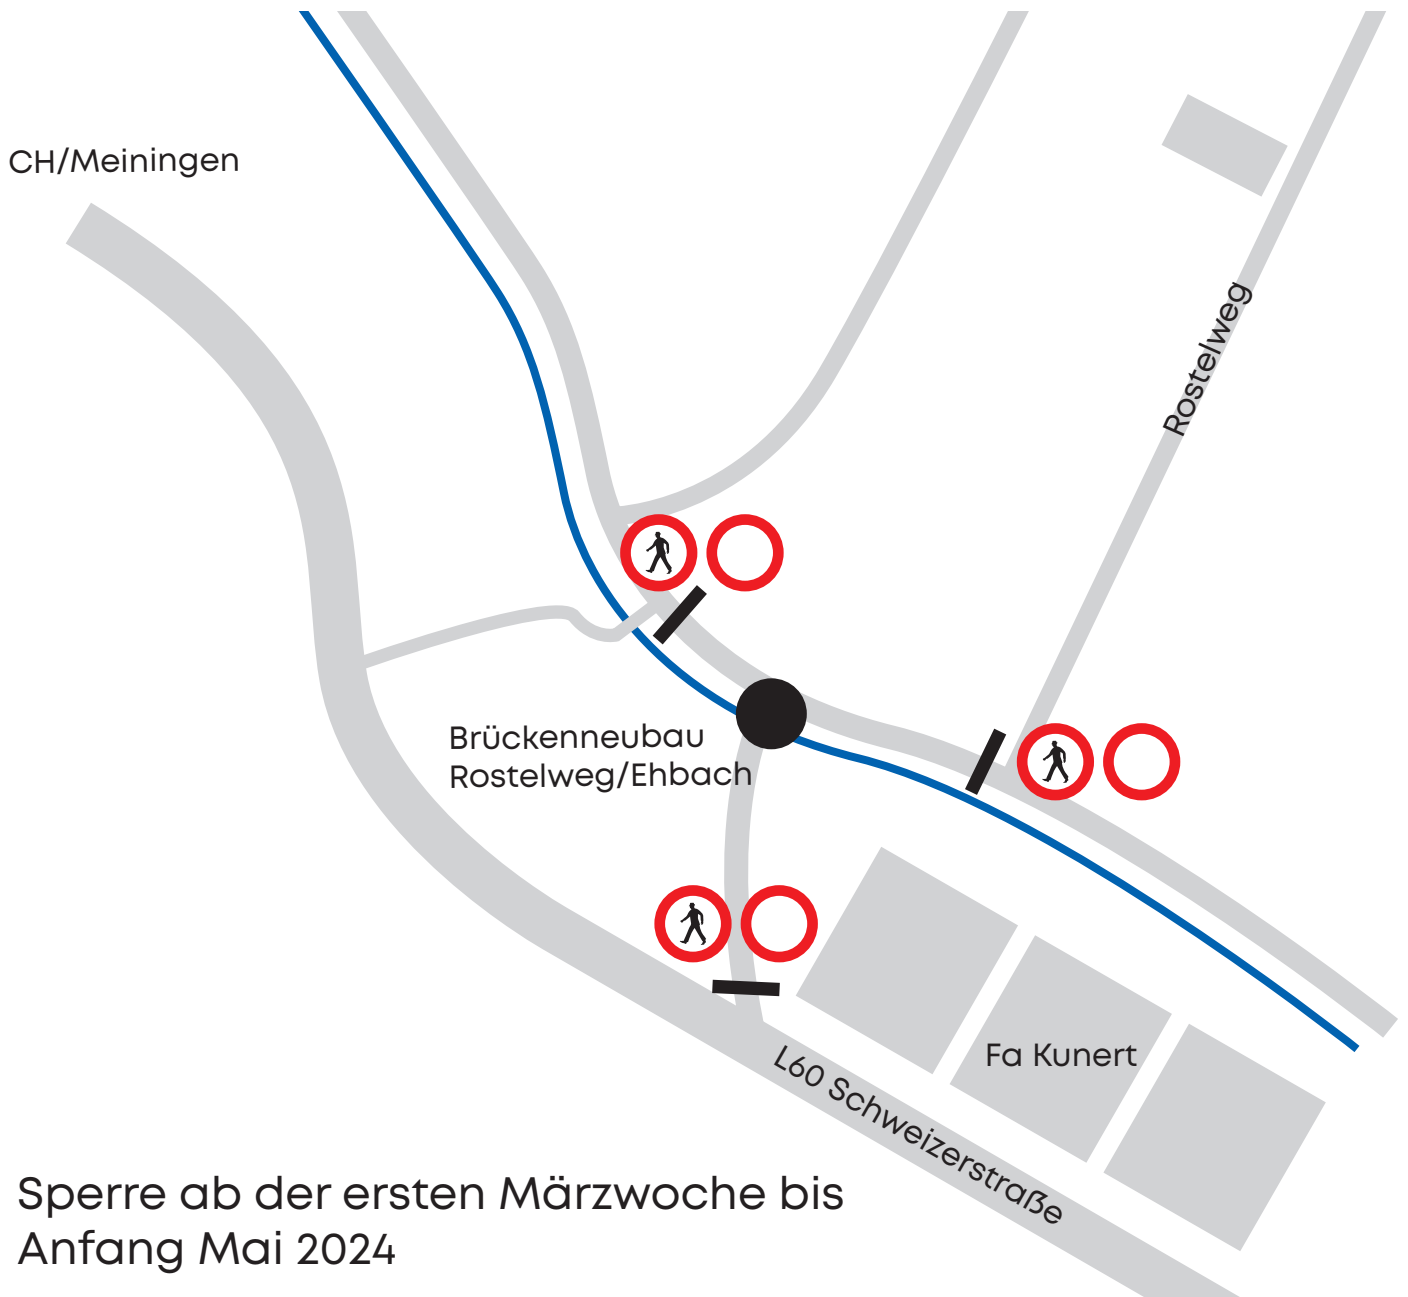 CH/Meiningen
Rostelweg
Brückenneubau
Rostelweg/Ehbach
Fa Kunert
L60 Schweizerstraße
Sperre ab der ersten Märzwoche bis
Anfang Mai 2024